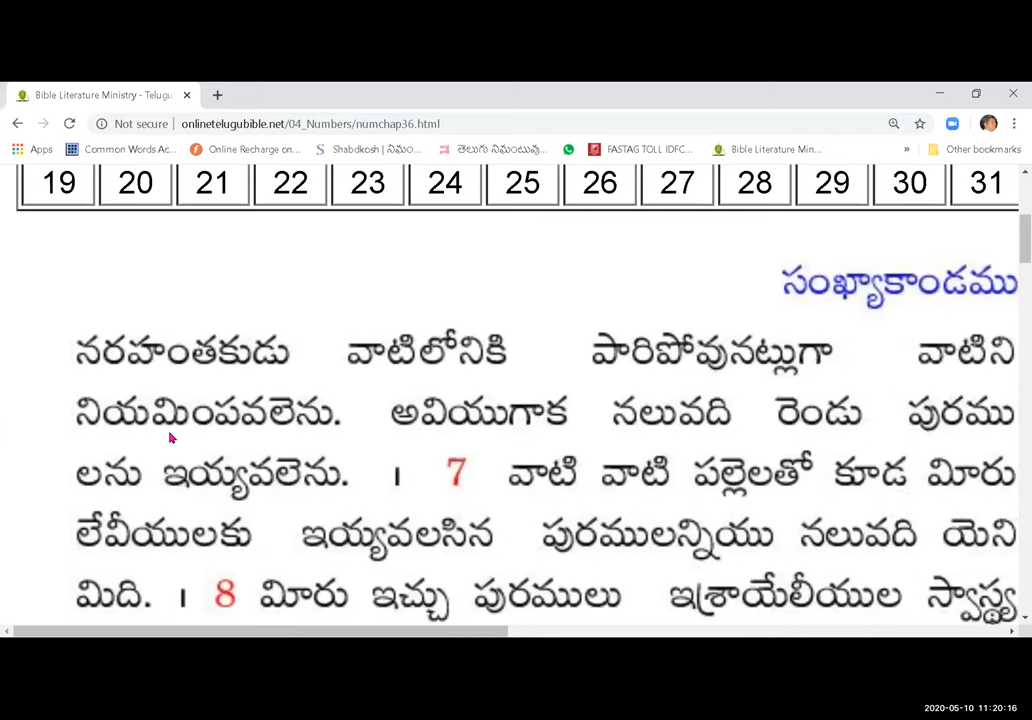 Bible Literature Ministry - Telugu
Not secure | onlinetelugubible.net/04_Numbers/numchap36.html
Apps Common Words Ac... Online Recharge on... Shabdkosh | నిఘం... తెలుగు నిఘంటువు... FASTAG TOLL IDFC... Bible Literature Min... » Other bookmarks
19 20 21 22 23 24 25 26 27 28 29 30 31
సంఖ్యాకాండము
నరహంతకుడు వాటిలోనికి పారిపోవునట్లుగా వాటిని
నియమింపవలెను. అవియుగాక నలువది రెండు పురము
లను ఇయ్యవలెను. । 7 వాటి వాటి పల్లెలతో కూడ మీరు
లేవీయులకు ఇయ్యవలసిన పురములన్నియు నలువది యెని
మిది. । 8 మీరు ఇచ్చు పురములు ఇశ్రాయేలీయుల స్వాస్థ్య
2020-05-10 11:20:16